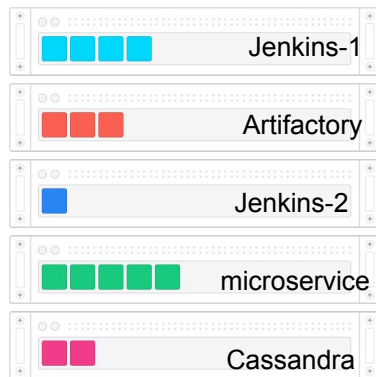 Jenkins-1
Artifactory
Jenkins-2
microservice
Cassandra